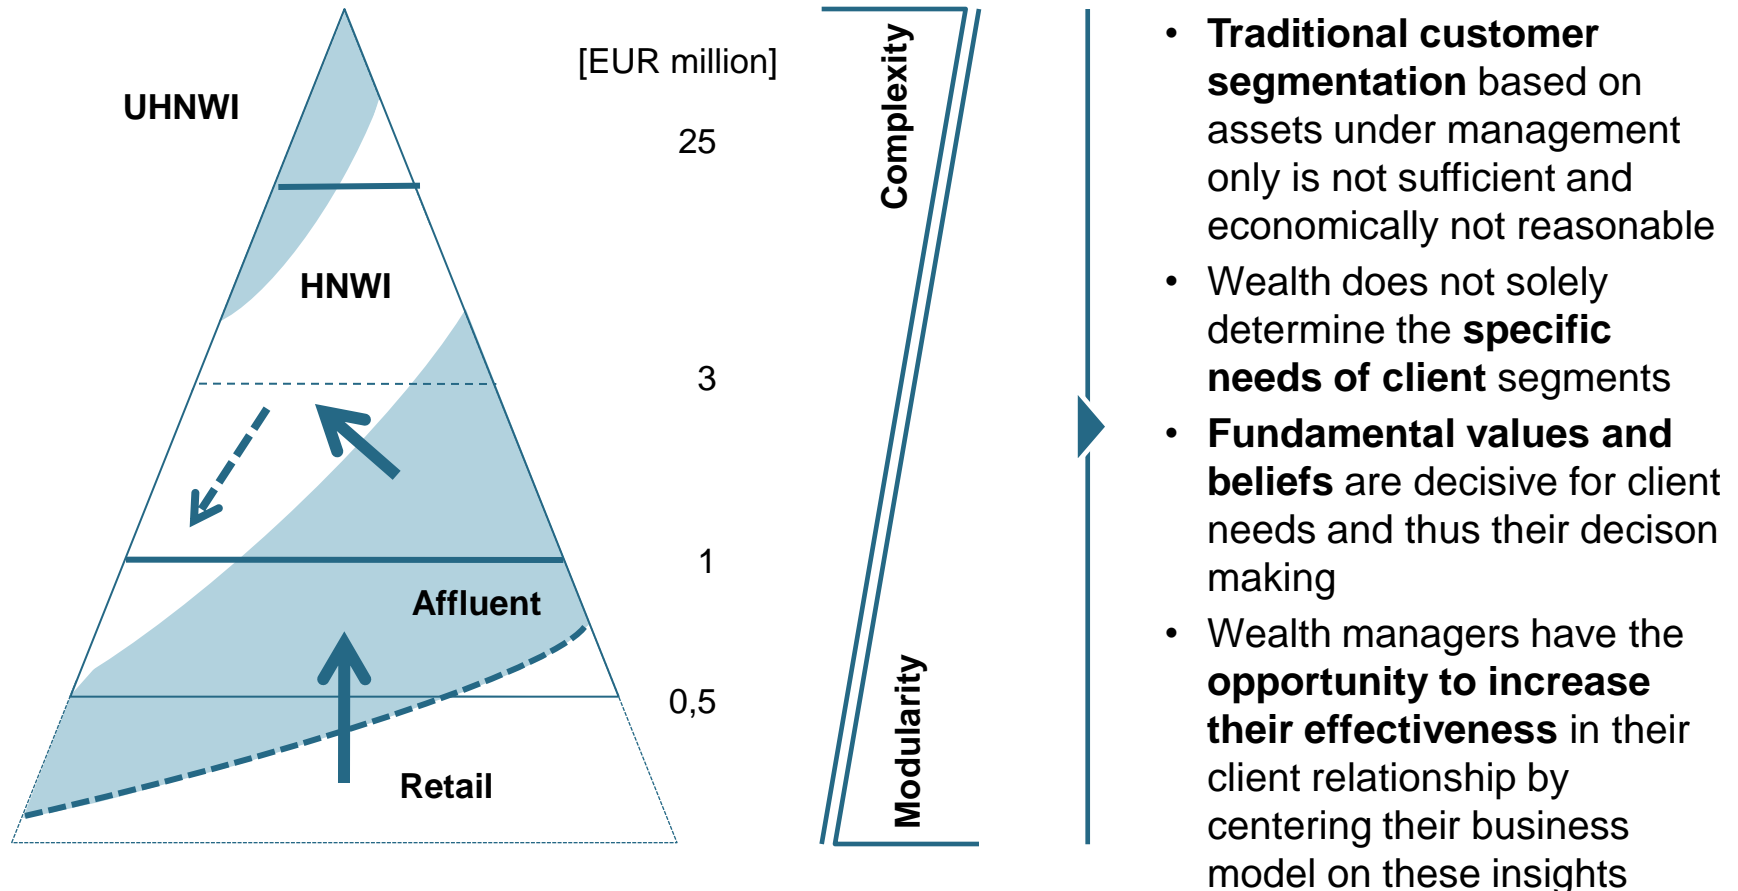 UHNWI
HNWI
Affluent
Retail
[EUR million]
25
3
1
0,5
Complexity
Modularity
• Traditional customer
segmentation based on
assets under management
only is not sufficient and
economically not reasonable
• Wealth does not solely
determine the specific
needs of client segments
• Fundamental values and
beliefs are decisive for client
needs and thus their decison
making
• Wealth managers have the
opportunity to increase
their effectiveness in their
client relationship by
centering their business
model on these insights